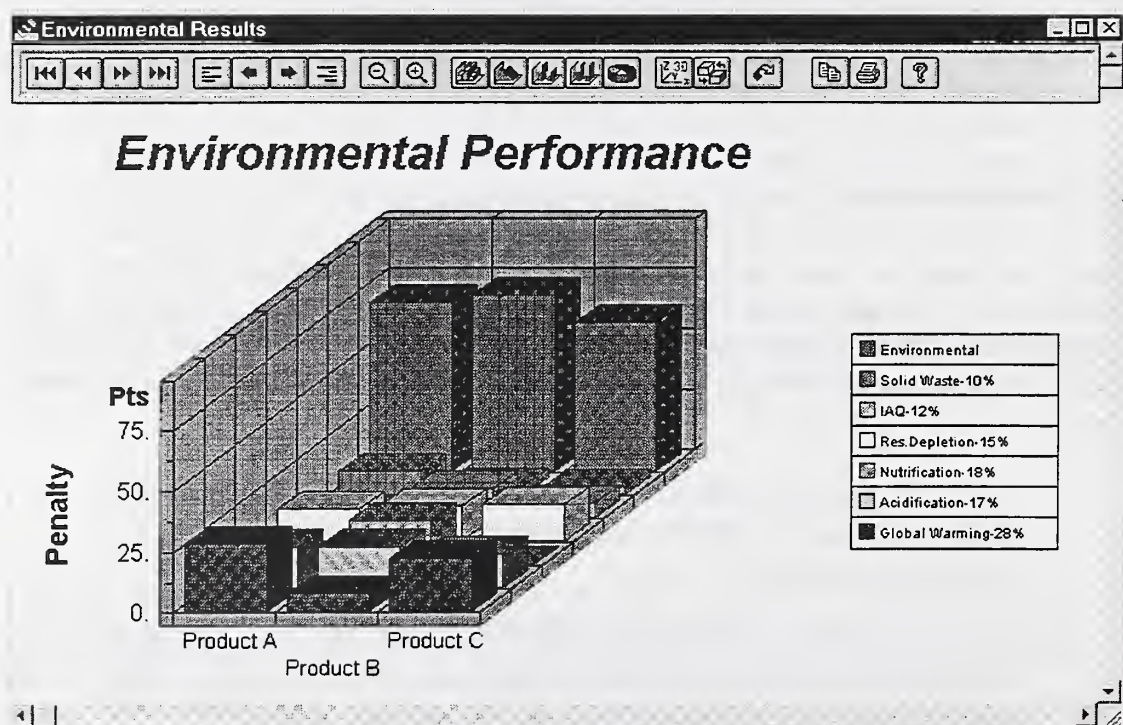 Environmental Results
Z 3D
Y
X
?
Environmental Performance
Pts
75.
50.
25.
0.
Penalty
Product A
Product B
Product C
Environmental
Solid Waste-10%
IAQ-12%
Res.Depletion-15%
Nutrification-18%
Acidification-17%
Global Warming-28%